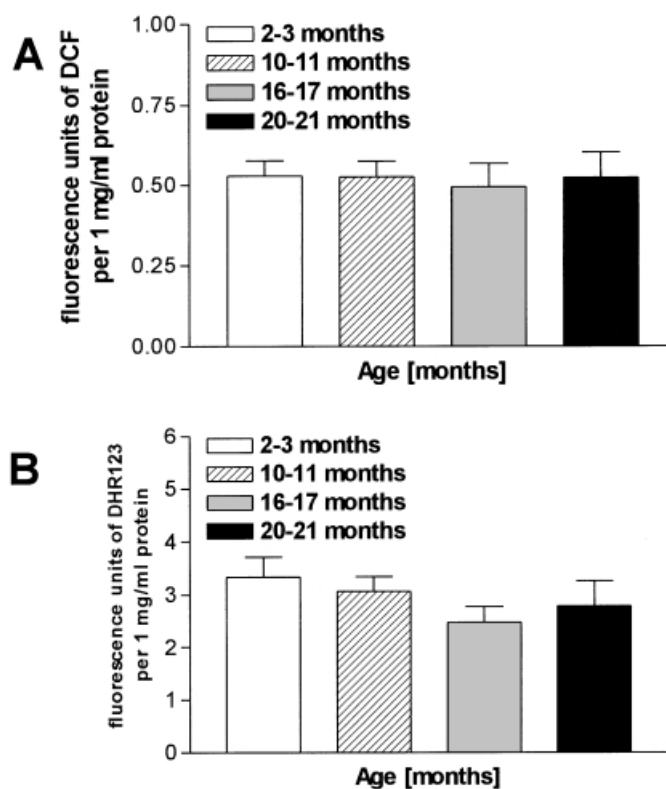 A
fluorescence units of DCF
per 1 mg/ml protein
1.00
0.75
0.50
0.25
0.00
2-3 months
10-11 months
16-17 months
20-21 months
Age [months]
B
fluorescence units of DHR123
per 1 mg/ml protein
6
5
4
3
2
1
0
2-3 months
10-11 months
16-17 months
20-21 months
Age [months]